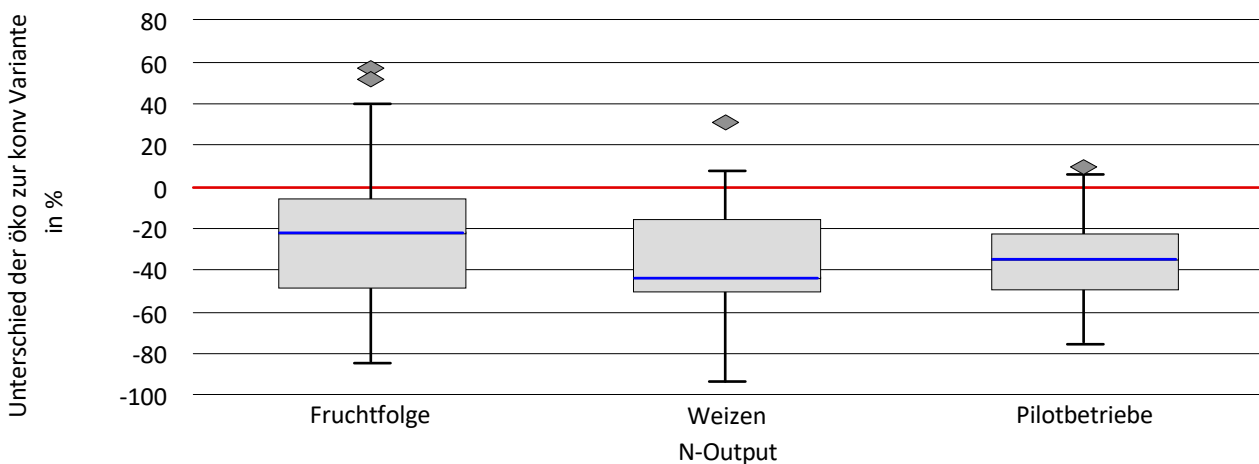 Unterschied der öko zur konv Variante
in %
80
60
40
20
0
-20
-40
-60
-80
-100
Fruchtfolge
Weizen
Pilotbetriebe
N-Output